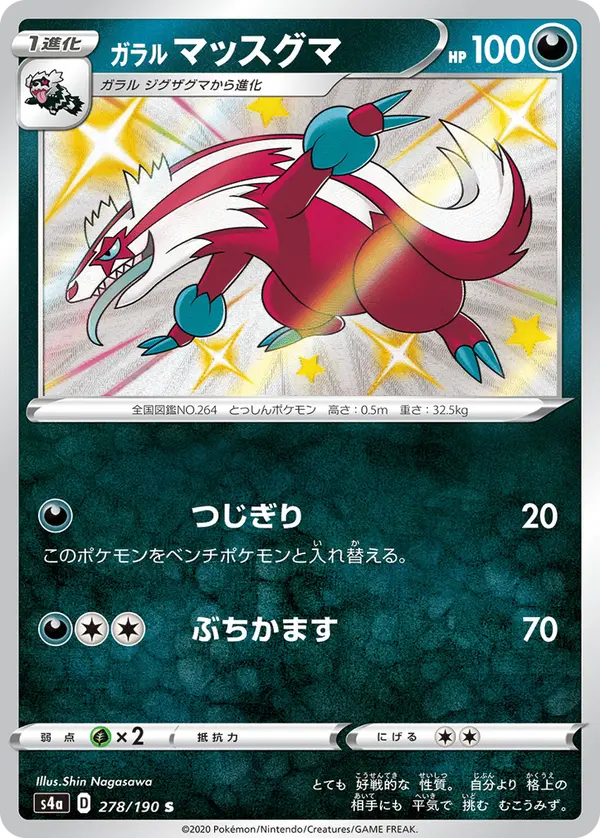 1進化
ガラル マッスグマ
HP 100
ガラル ジグザグマから進化
全国図鑑NO.264 とっしんポケモン 高さ:0.5m 重さ:32.5kg
つじぎり 20
このポケモンをベンチポケモンと入れ替える。
ぶちかます 70
弱点 ×2 抵抗力 にげる
Illus.Shin Nagasawa
s4a D 278/190 S
とても 好戦的な 性質。 自分より 格上の
相手にも 平気で 挑む むこうみず。
©2020 Pokémon/Nintendo/Creatures/GAME FREAK.